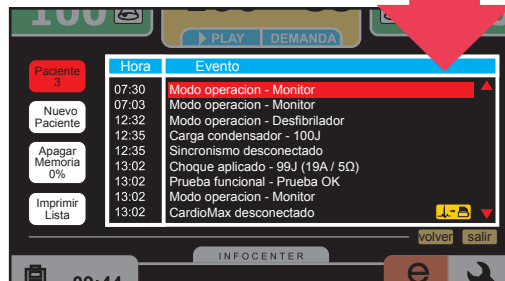 100
PLAY DEMANDA
Paciente
3
Nuevo
Paciente
Apagar
Memoria
0%
Imprimir
Lista
Hora Evento
07:30 Modo operacion - Monitor
07:03 Modo operacion - Monitor
12:32 Modo operacion - Desfibrilador
12:35 Carga condensador - 100J
12:35 Sincronismo desconectado
13:02 Choque aplicado - 99J (19A / 5Ω)
13:02 Prueba funcional - Prueba OK
13:02 Modo operacion - Monitor
13:02 CardioMax desconectado
volver salir
INFOCENTER
e